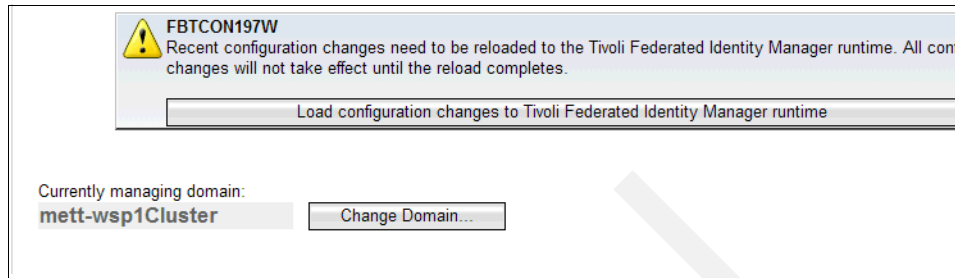 FBTCON197W
Recent configuration changes need to be reloaded to the Tivoli Federated Identity Manager runtime. All
changes will not take effect until the reload completes.
Load configuration changes to Tivoli Federated Identity Manager runtime
Currently managing domain:
mett-wsp1Cluster
Change Domain...